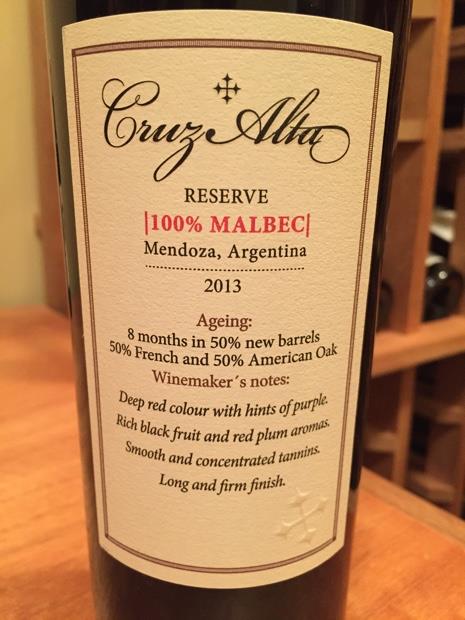 Cruz Alta
RESERVE
|100% MALBEC|
Mendoza, Argentina
2013
Ageing:
8 months in 50% new barrels
50% French and 50% American Oak
Winemaker´s notes:
Deep red colour with hints of purple.
Rich black fruit and red plum aromas.
Smooth and concentrated tannins.
Long and firm finish.